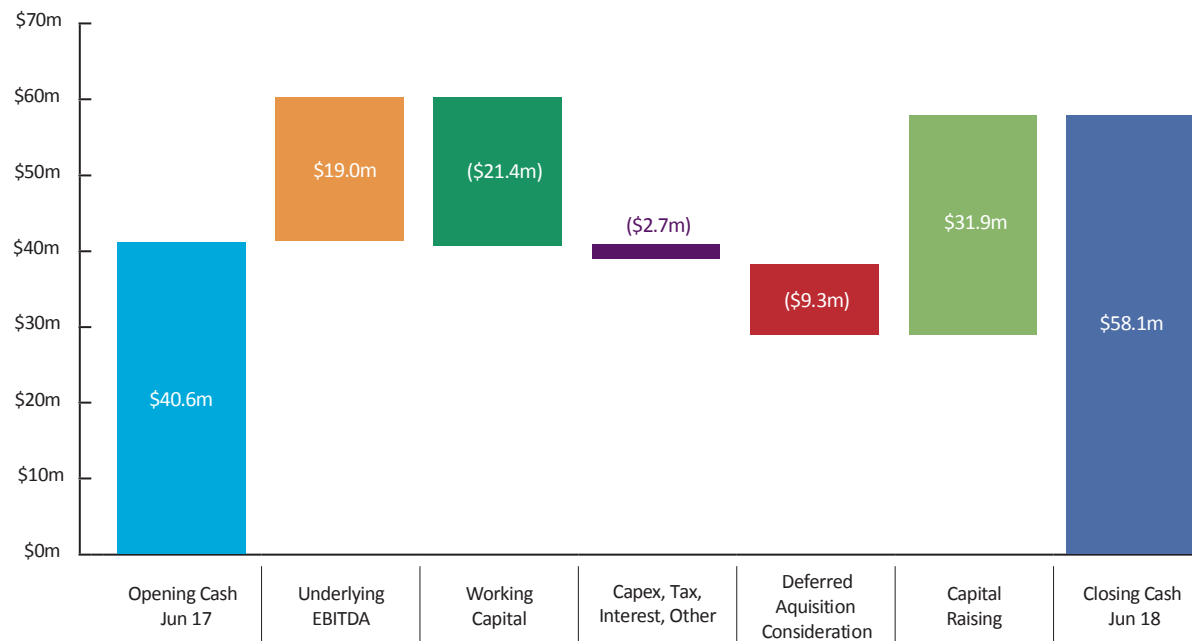 $70m
$60m
$50m
$40m
$30m
$20m
$10m
$0m
$40.6m
$19.0m
($21.4m)
($2.7m)
($9.3m)
$31.9m
$58.1m
Opening Cash
Jun 17
Underlying
EBITDA
Working
Capital
Capex, Tax,
Interest, Other
Deferred
Aquisition
Consideration
Capital
Raising
Closing Cash
Jun 18